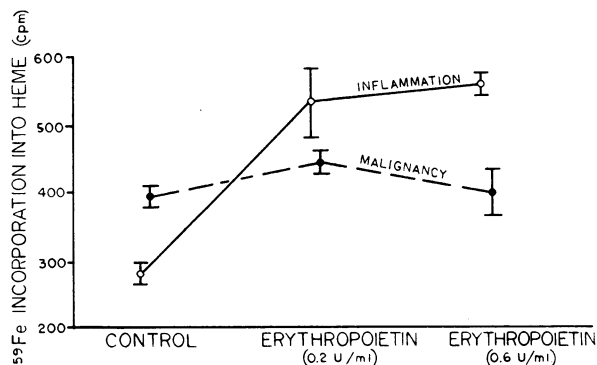 ⁵⁹Fe INCORPORATION INTO HEME (cpm)
600
500
400
300
200
INFLAMMATION
MALIGNANCY
CONTROL
ERYTHROPOIETIN
(0.2 U/ml)
ERYTHROPOIETIN
(0.6 U/ml)